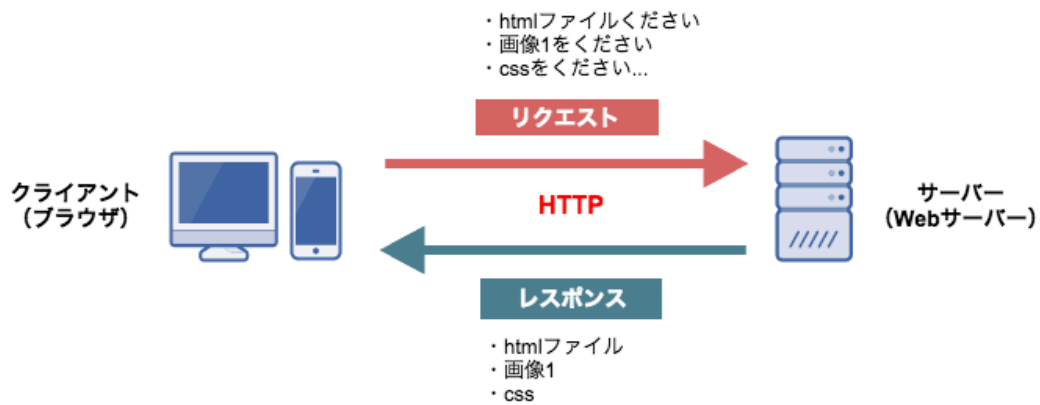 ・htmlファイルください
・画像1をください
・cssをください...
リクエスト
クライアント
（ブラウザ）
HTTP
サーバー
（Webサーバー）
レスポンス
・htmlファイル
・画像1
・css